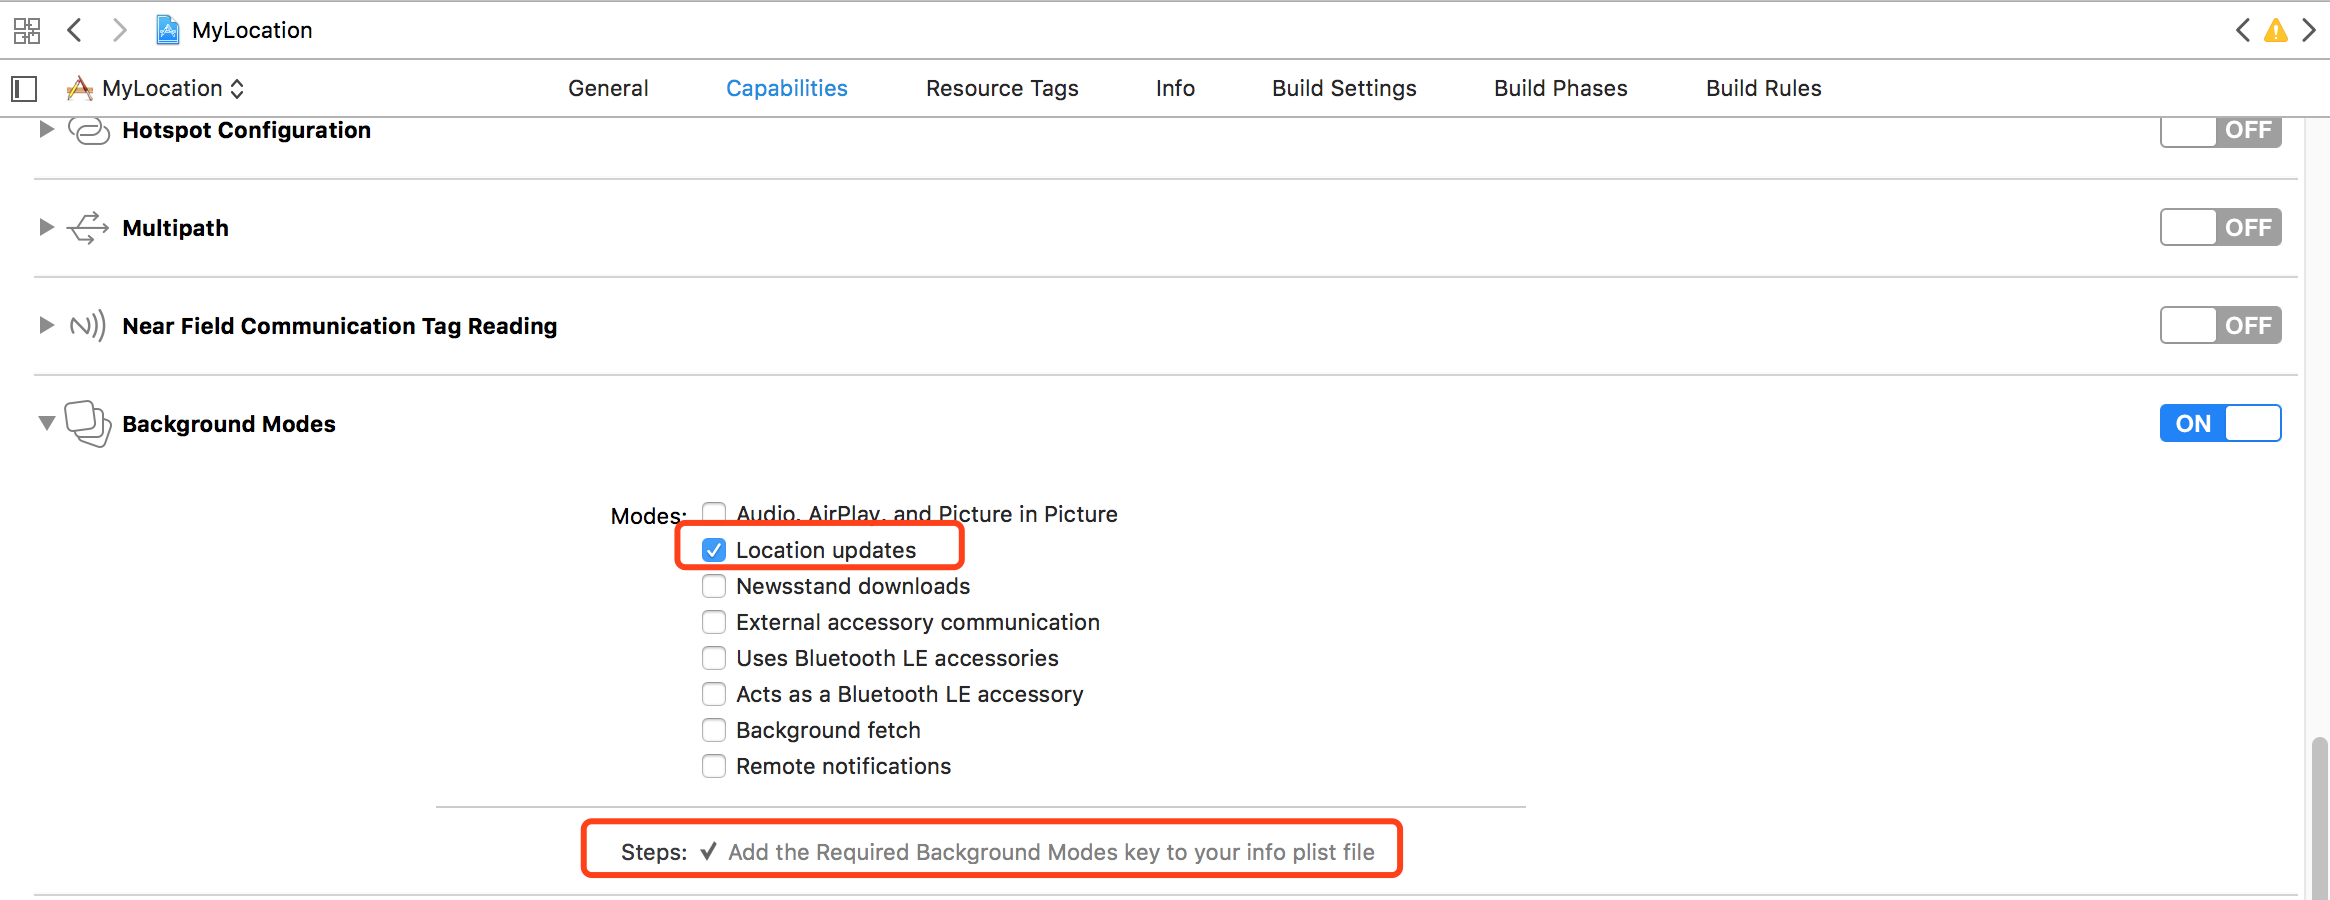 MyLocation
MyLocation General Capabilities Resource Tags Info Build Settings Build Phases Build Rules
Hotspot Configuration OFF
Multipath OFF
Near Field Communication Tag Reading OFF
Background Modes ON
Modes: Audio, AirPlay, and Picture in Picture
Location updates
Newsstand downloads
External accessory communication
Uses Bluetooth LE accessories
Acts as a Bluetooth LE accessory
Background fetch
Remote notifications
Steps: ✓ Add the Required Background Modes key to your info plist file